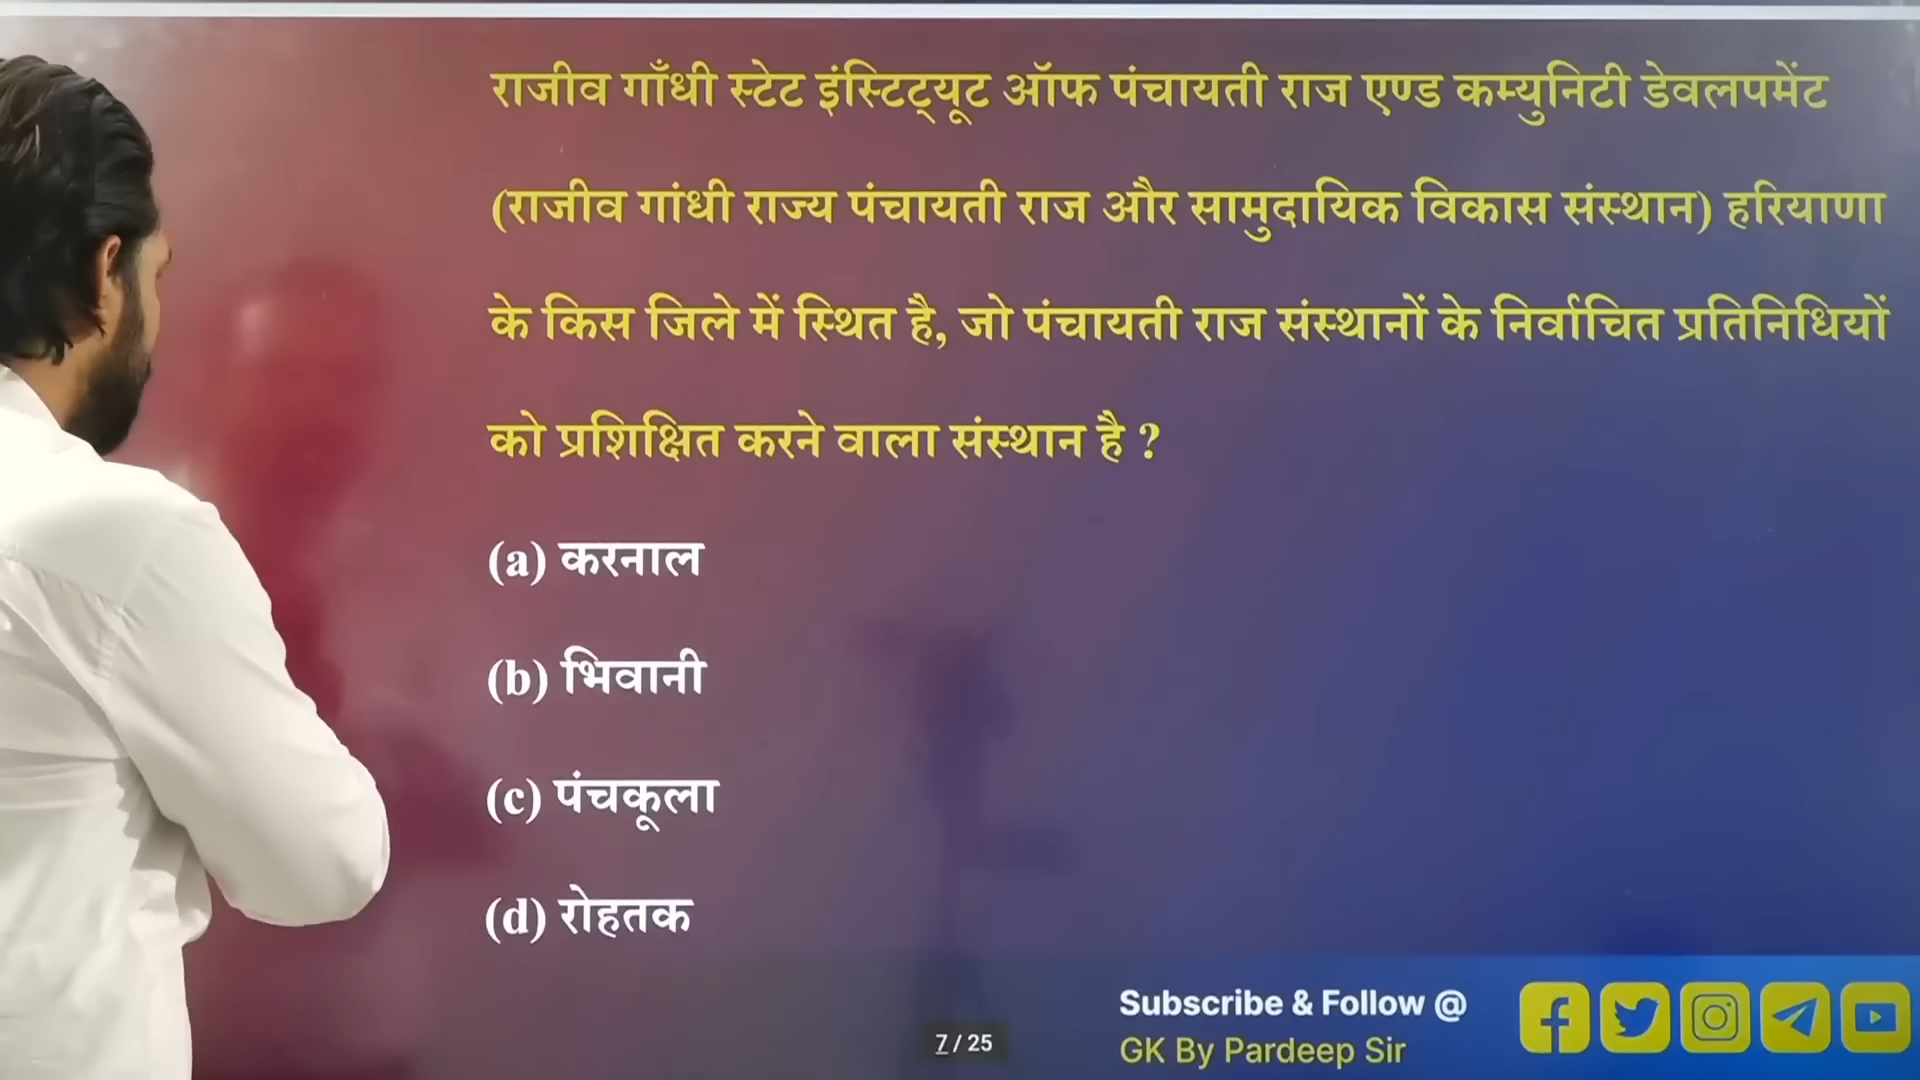 राजीव गाँधी स्टेट इंस्टिट्यूट ऑफ पंचायती राज एण्ड कम्युनिटी डेवलपमेंट
(राजीव गांधी राज्य पंचायती राज और सामुदायिक विकास संस्थान) हरियाणा
के किस जिले में स्थित है, जो पंचायती राज संस्थानों के निर्वाचित प्रतिनिधियों
को प्रशिक्षित करने वाला संस्थान है ?
(a) करनाल
(b) भिवानी
(c) पंचकूला
(d) रोहतक
7 / 25
Subscribe & Follow @
GK By Pardeep Sir